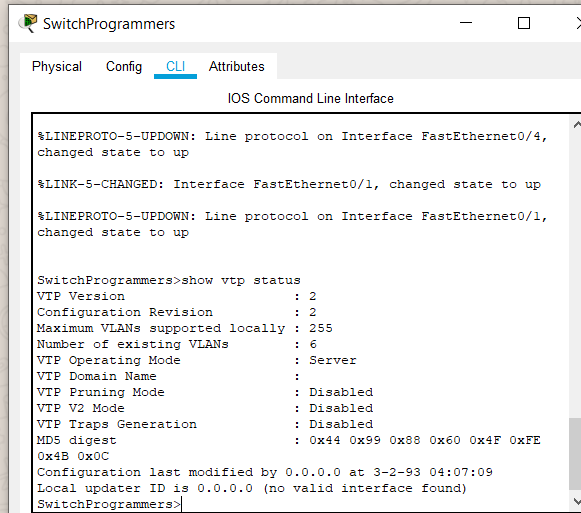 SwitchProgrammers
Physical Config CLI Attributes
IOS Command Line Interface
%LINEPROTO-5-UPDOWN: Line protocol on Interface FastEthernet0/4,
changed state to up
%LINK-5-CHANGED: Interface FastEthernet0/1, changed state to up
%LINEPROTO-5-UPDOWN: Line protocol on Interface FastEthernet0/1,
changed state to up
SwitchProgrammers>show vtp status
VTP Version : 2
Configuration Revision : 2
Maximum VLANs supported locally : 255
Number of existing VLANs : 6
VTP Operating Mode : Server
VTP Domain Name :
VTP Pruning Mode : Disabled
VTP V2 Mode : Disabled
VTP Traps Generation : Disabled
MD5 digest : 0x44 0x99 0x88 0x60 0x4F 0xFE
0x4B 0x0C
Configuration last modified by 0.0.0.0 at 3-2-93 04:07:09
Local updater ID is 0.0.0.0 (no valid interface found)
SwitchProgrammers>